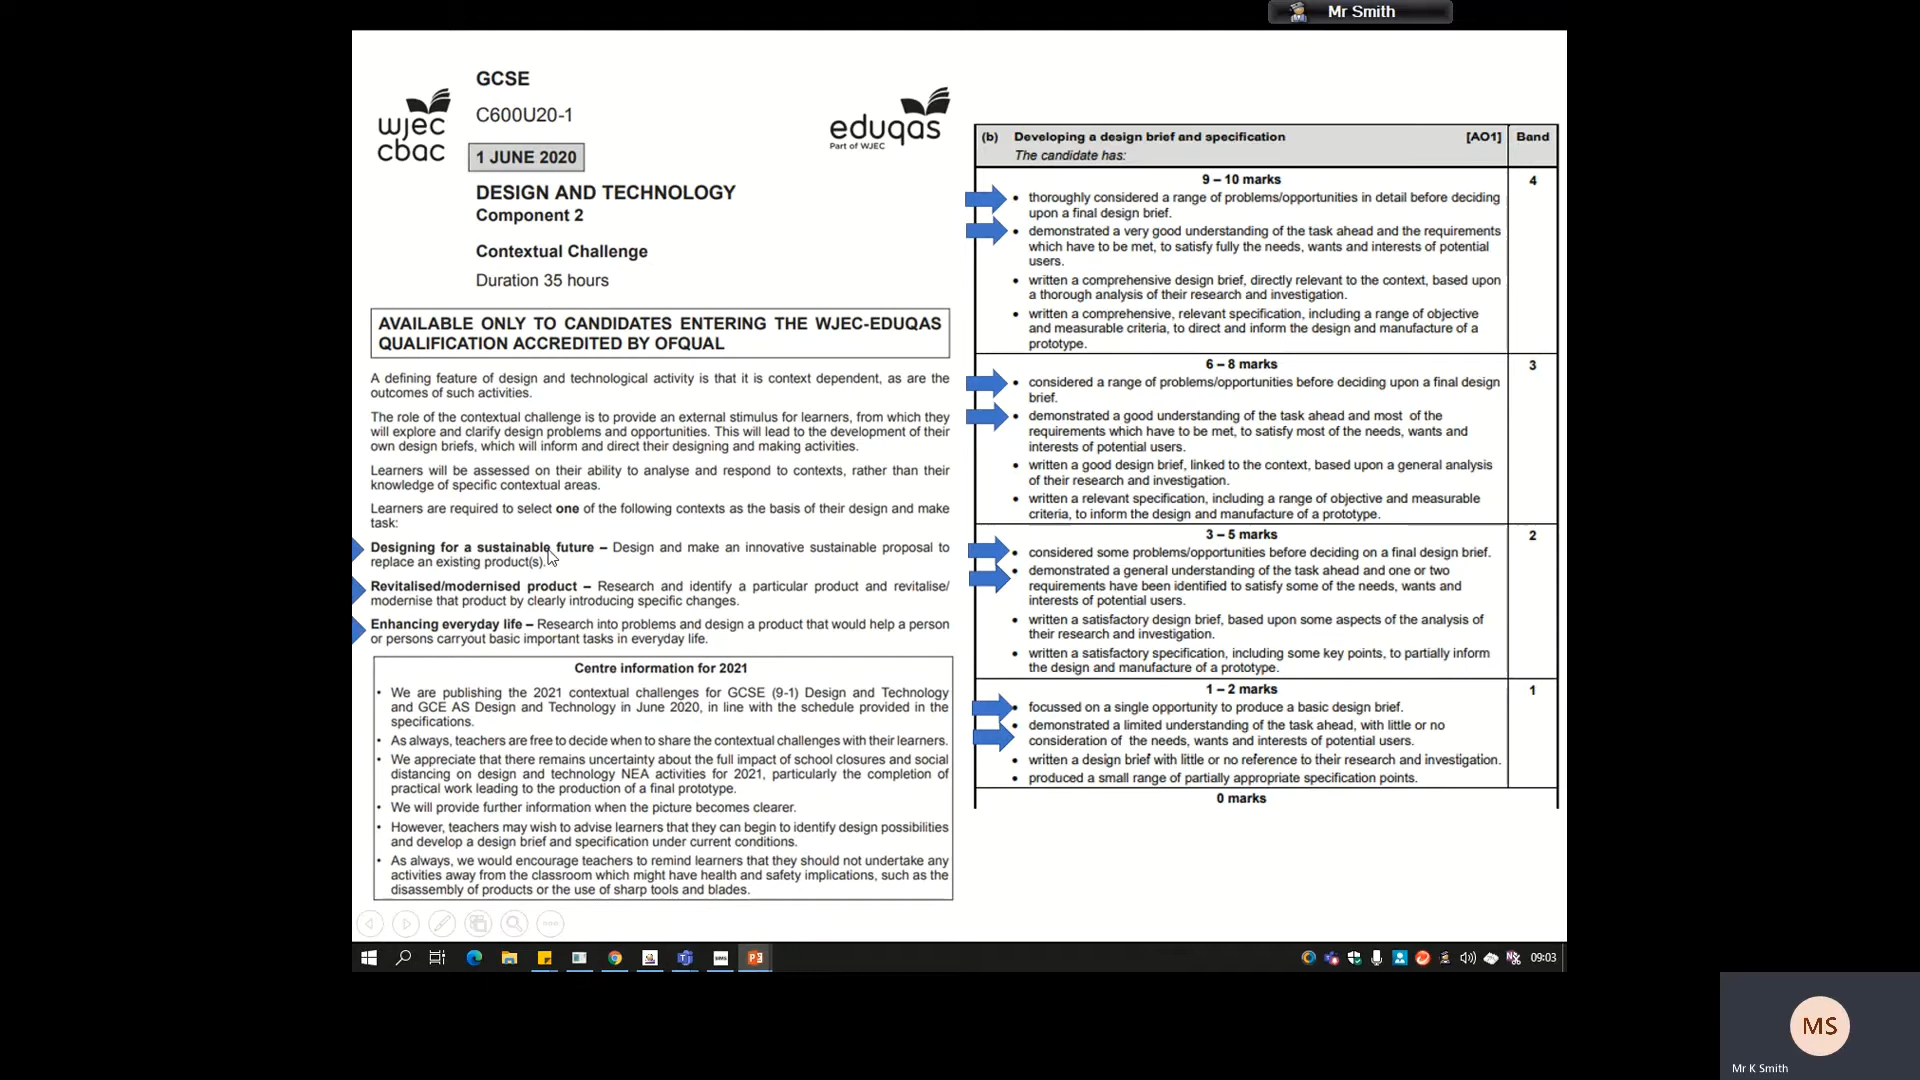 Mr Smith
GCSE
C600U20-1
1 JUNE 2020
DESIGN AND TECHNOLOGY
Component 2
Contextual Challenge
Duration 35 hours
wjec
cbac
eduqas
Part of WJEC
AVAILABLE ONLY TO CANDIDATES ENTERING THE WJEC-EDUQAS
QUALIFICATION ACCREDITED BY OFQUAL
A defining feature of design and technological activity is that it is context dependent, as are the
outcomes of such activities.
The role of the contextual challenge is to provide an external stimulus for learners, from which they
will explore and clarify design problems and opportunities. This will lead to the development of their
own design briefs, which will inform and direct their designing and making activities.
Learners will be assessed on their ability to analyse and respond to contexts, rather than their
knowledge of specific contextual areas.
Learners are required to select one of the following contexts as the basis of their design and make
task:
Designing for a sustainable future – Design and make an innovative sustainable proposal to
replace an existing product(s).
Revitalised/modernised product – Research and identify a particular product and revitalise/
modernise that product by clearly introducing specific changes.
Enhancing everyday life – Research into problems and design a product that would help a person
or persons carryout basic important tasks in everyday life.
Centre information for 2021
• We are publishing the 2021 contextual challenges for GCSE (9-1) Design and Technology
and GCE AS Design and Technology in June 2020, in line with the schedule provided in the
specifications.
• As always, teachers are free to decide when to share the contextual challenges with their learners.
• We appreciate that there remains uncertainty about the full impact of school closures and social
distancing on design and technology NEA activities for 2021, particularly the completion of
practical work leading to the production of a final prototype.
• We will provide further information when the picture becomes clearer.
• However, teachers may wish to advise learners that they can begin to identify design possibilities
and develop a design brief and specification under current conditions.
• As always, we would encourage teachers to remind learners that they should not undertake any
activities away from the classroom which might have health and safety implications, such as the
disassembly of products or the use of sharp tools and blades.
(b) Developing a design brief and specification [AO1] Band
The candidate has:
9 – 10 marks 4
• thoroughly considered a range of problems/opportunities in detail before deciding
upon a final design brief.
• demonstrated a very good understanding of the task ahead and the requirements
which have to be met, to satisfy fully the needs, wants and interests of potential
users.
• written a comprehensive design brief, directly relevant to the context, based upon
a thorough analysis of their research and investigation.
• written a comprehensive, relevant specification, including a range of objective
and measurable criteria, to direct and inform the design and manufacture of a
prototype.
6 – 8 marks 3
• considered a range of problems/opportunities before deciding upon a final design
brief.
• demonstrated a good understanding of the task ahead and most of the
requirements which have to be met, to satisfy most of the needs, wants and
interests of potential users.
• written a good design brief, linked to the context, based upon a general analysis
of their research and investigation.
• written a relevant specification, including a range of objective and measurable
criteria, to inform the design and manufacture of a prototype.
3 – 5 marks 2
• considered some problems/opportunities before deciding on a final design brief.
• demonstrated a general understanding of the task ahead and one or two
requirements have been identified to satisfy some of the needs, wants and
interests of potential users.
• written a satisfactory design brief, based upon some aspects of the analysis of
their research and investigation.
• written a satisfactory specification, including some key points, to partially inform
the design and manufacture of a prototype.
1 – 2 marks 1
• focussed on a single opportunity to produce a basic design brief.
• demonstrated a limited understanding of the task ahead, with little or no
consideration of the needs, wants and interests of potential users.
• written a design brief with little or no reference to their research and investigation.
• produced a small range of partially appropriate specification points.
0 marks
09:03
MS
Mr K Smith